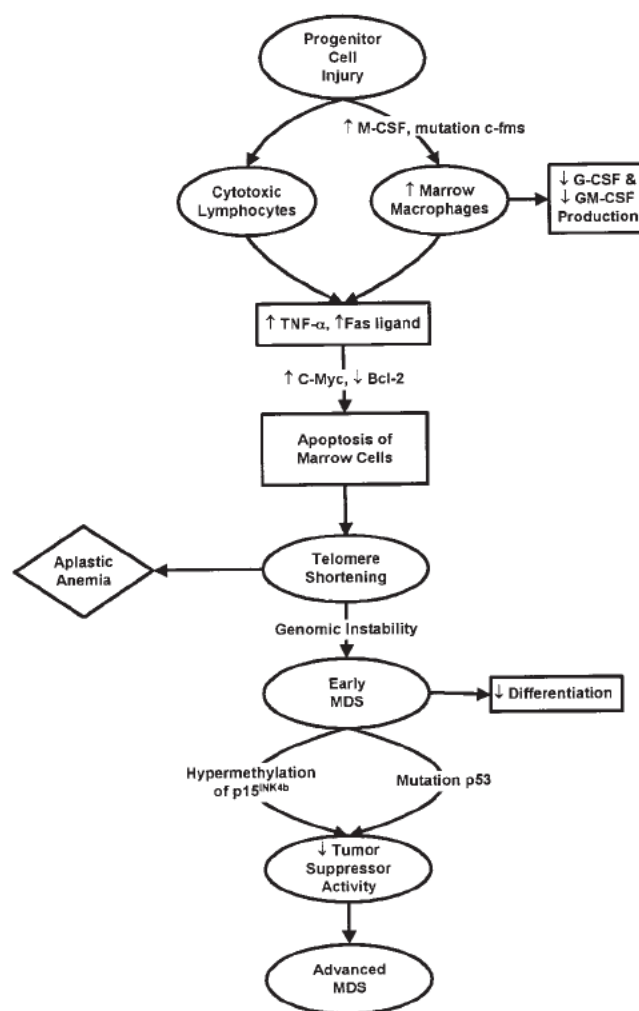 Progenitor
Cell
Injury
↑ M-CSF, mutation c-fms
Cytotoxic
Lymphocytes
↑ Marrow
Macrophages
↓ G-CSF &
↓ GM-CSF
Production
↑ TNF-α, ↑Fas ligand
↑ C-Myc, ↓ Bcl-2
Apoptosis of
Marrow Cells
Aplastic
Anemia
Telomere
Shortening
Genomic Instability
Early
MDS
↓ Differentiation
Hypermethylation
of p15INK4b
Mutation p53
↓ Tumor
Suppressor
Activity
Advanced
MDS